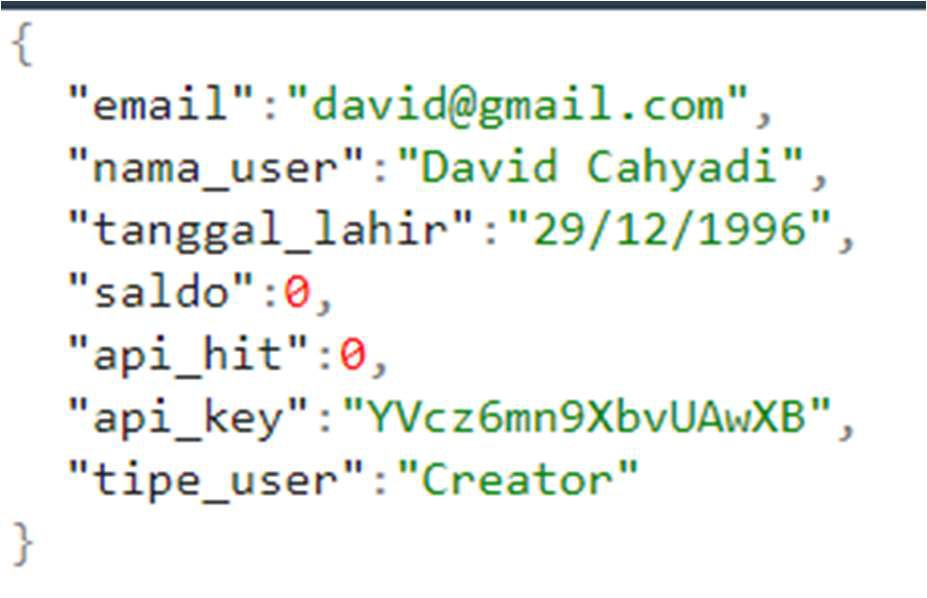 {
"email":"david@gmail.com",
"nama_user":"David Cahyadi",
"tanggal_lahir":"29/12/1996",
"saldo":0,
"api_hit":0,
"api_key":"YVcz6mn9XbvUAwXB",
"tipe_user":"Creator"
}